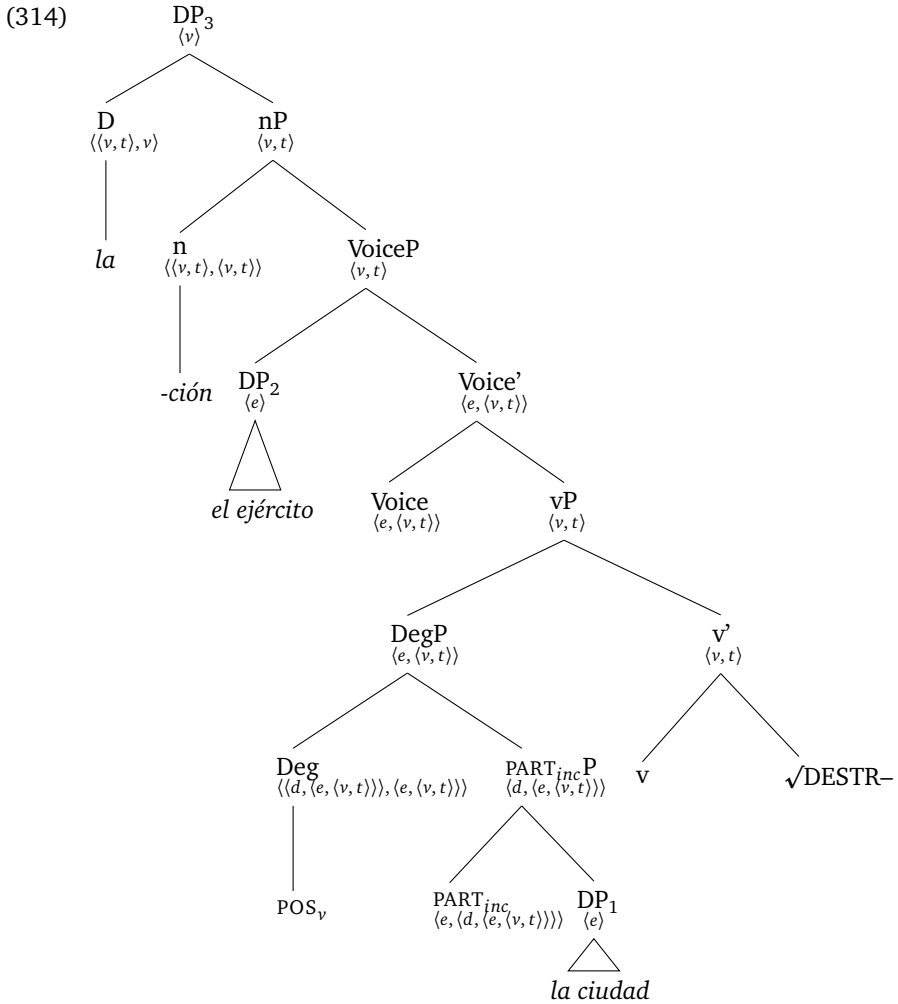 (314)
DP₃
⟨v⟩
D nP
⟨⟨v, t⟩, v⟩ ⟨v, t⟩
la n VoiceP
⟨⟨v, t⟩, ⟨v, t⟩⟩ ⟨v, t⟩
-ción DP₂ Voice’
⟨e⟩ ⟨e, ⟨v, t⟩⟩
el ejército Voice vP
⟨e, ⟨v, t⟩⟩ ⟨v, t⟩
DegP v’
⟨e, ⟨v, t⟩⟩ ⟨v, t⟩
Deg PARTincP v √DESTR–
⟨⟨d, ⟨e, ⟨v, t⟩⟩⟩, ⟨e, ⟨v, t⟩⟩⟩ ⟨d, ⟨e, ⟨v, t⟩⟩⟩
POSv PARTinc DP₁
⟨e, ⟨d, ⟨e, ⟨v, t⟩⟩⟩⟩ ⟨e⟩
la ciudad